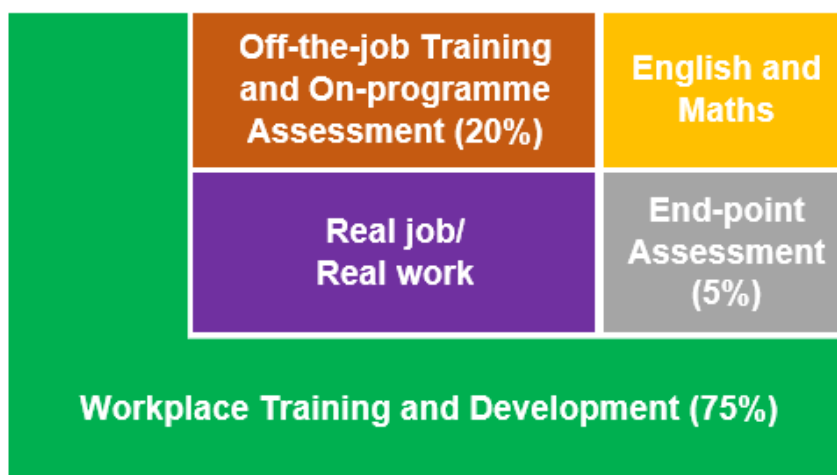 Off-the-job Training
and On-programme
Assessment (20%)
English and
Maths
Real job/
Real work
End-point
Assessment
(5%)
Workplace Training and Development (75%)